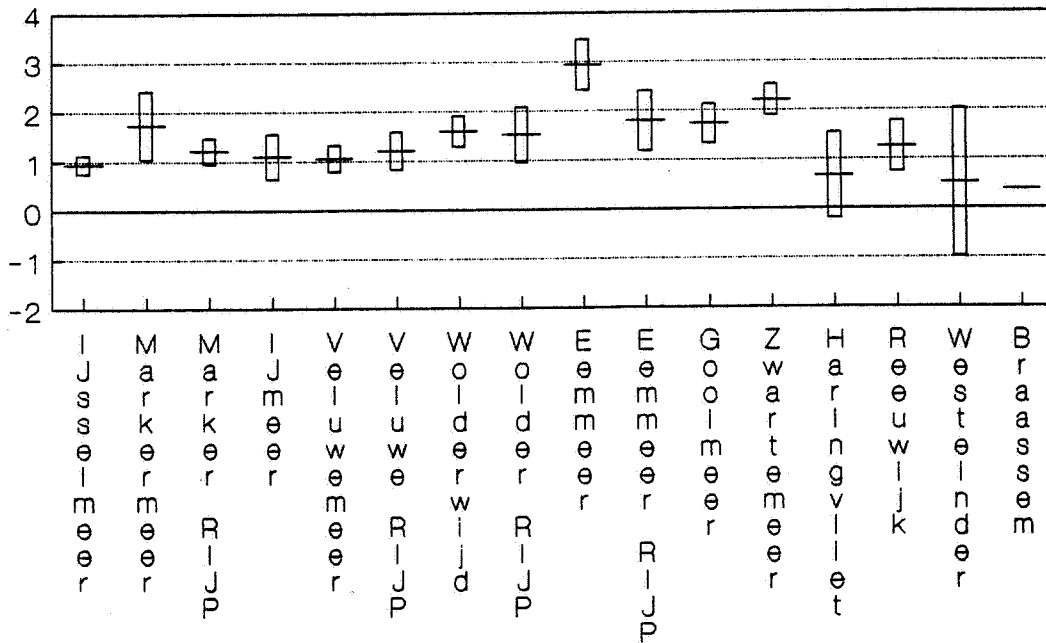 4
3
2
1
0
-1
-2
IJsselmeer
Markermeer
Marker RIJP
IJmeer
Veluwemeer
Veluwe RIJP
Wolderwijd
Wolder RIJP
Eemmeer
Eemmeer RIJP
Gooimeer
Zwartemeer
Haringvliet
Reeuwijk
Westeinder
Braassem